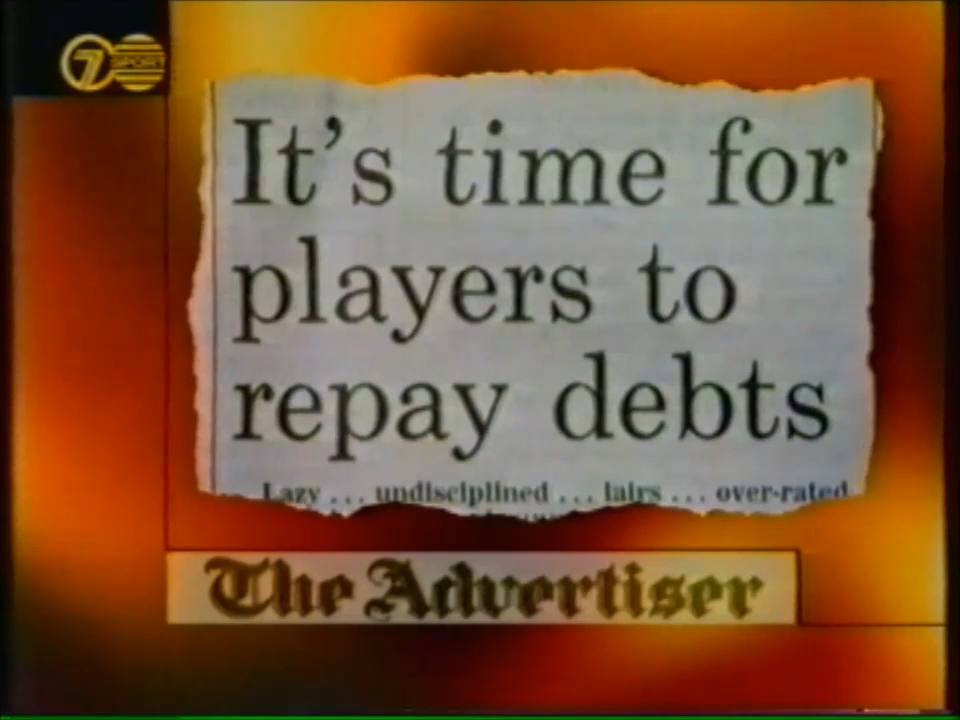 7 SPORT
It's time for
players to
repay debts
Lazy ... undisciplined ... lairs ... over-rated
The Advertiser